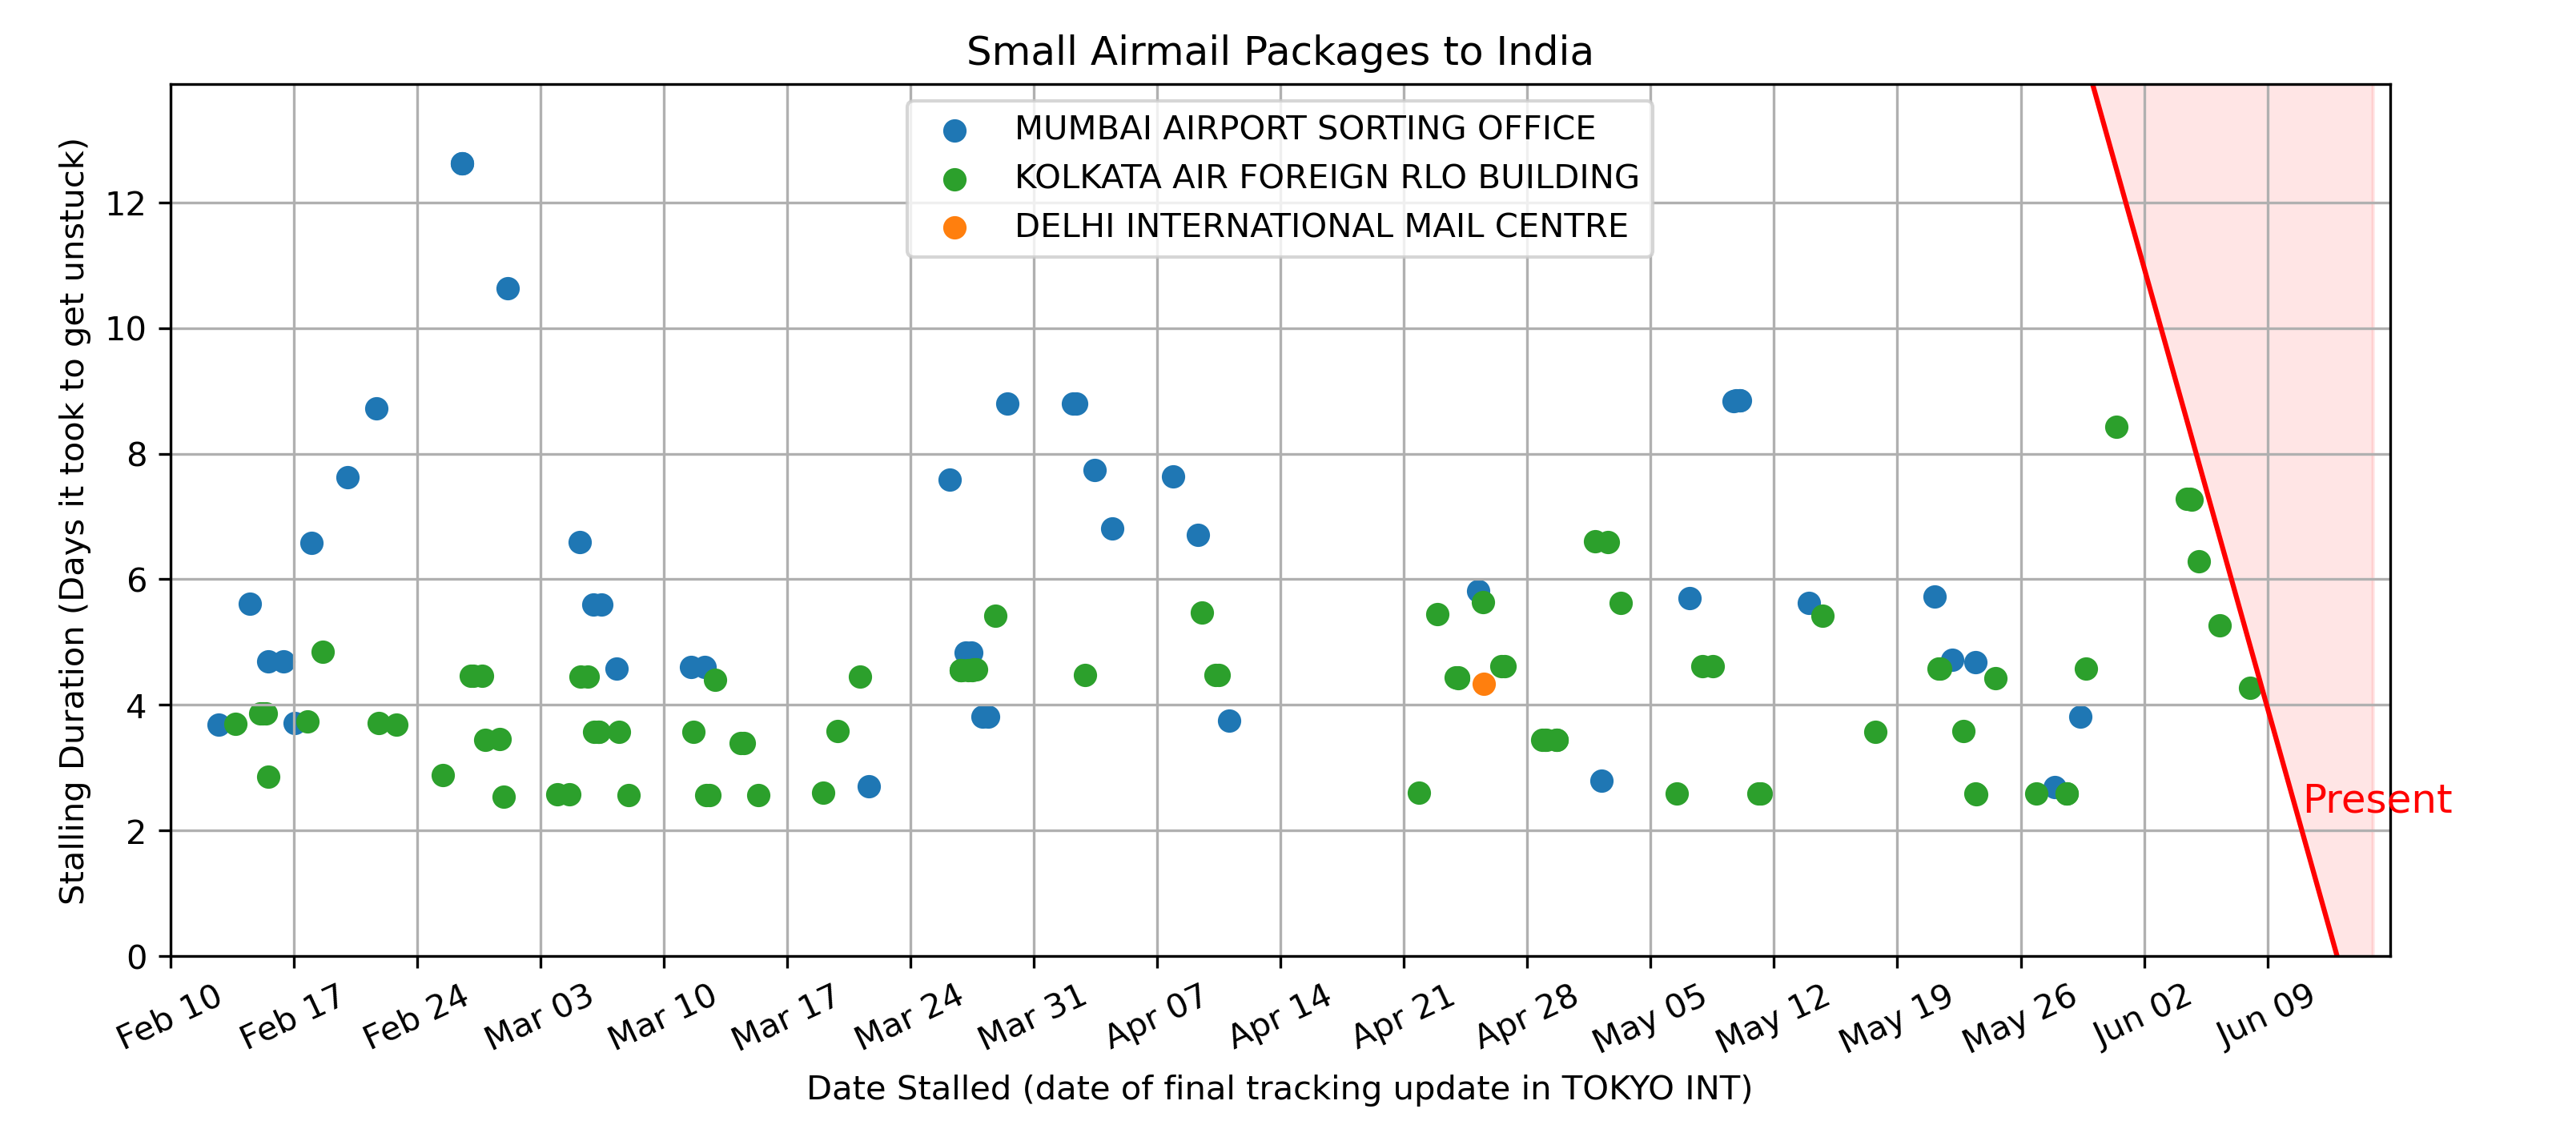 Small Airmail Packages to India
MUMBAI AIRPORT SORTING OFFICE
KOLKATA AIR FOREIGN RLO BUILDING
DELHI INTERNATIONAL MAIL CENTRE
Stalling Duration (Days it took to get unstuck)
12
10
8
6
4
2
0
Present
Feb 10
Feb 17
Feb 24
Mar 03
Mar 10
Mar 17
Mar 24
Mar 31
Apr 07
Apr 14
Apr 21
Apr 28
May 05
May 12
May 19
May 26
Jun 02
Jun 09
Date Stalled (date of final tracking update in TOKYO INT)